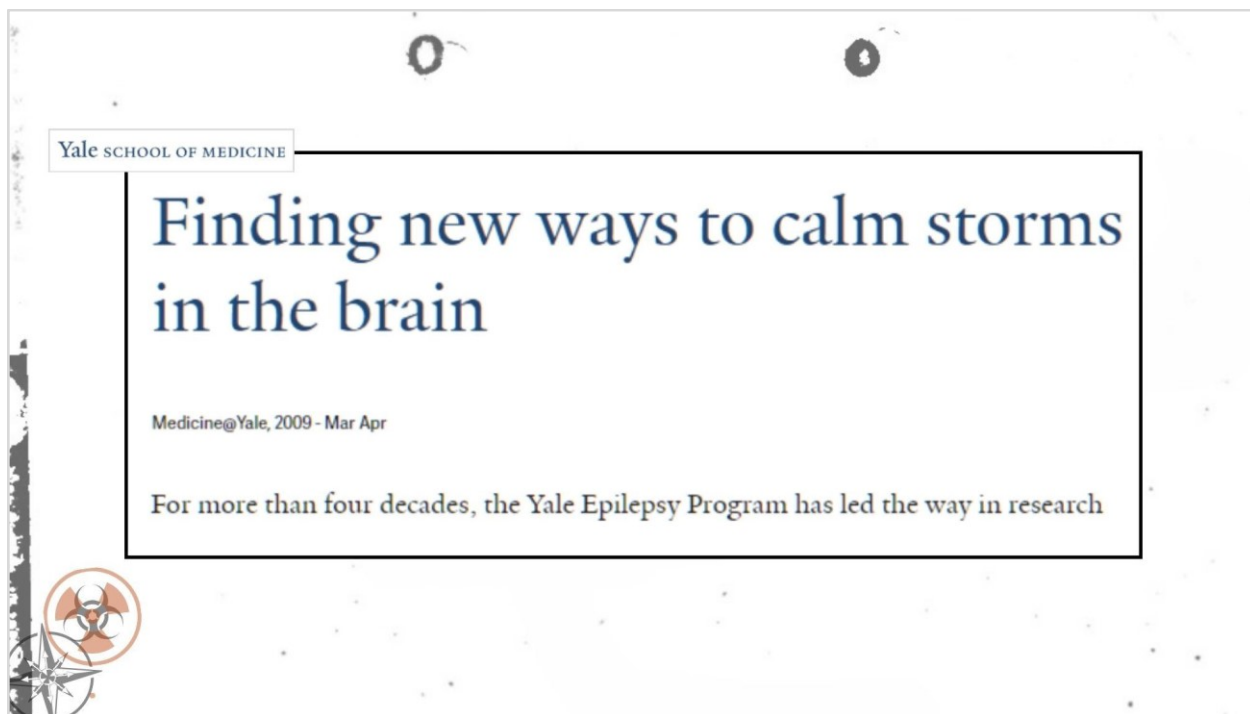 Yale SCHOOL OF MEDICINE
Finding new ways to calm storms
in the brain
Medicine@Yale, 2009 - Mar Apr
For more than four decades, the Yale Epilepsy Program has led the way in research